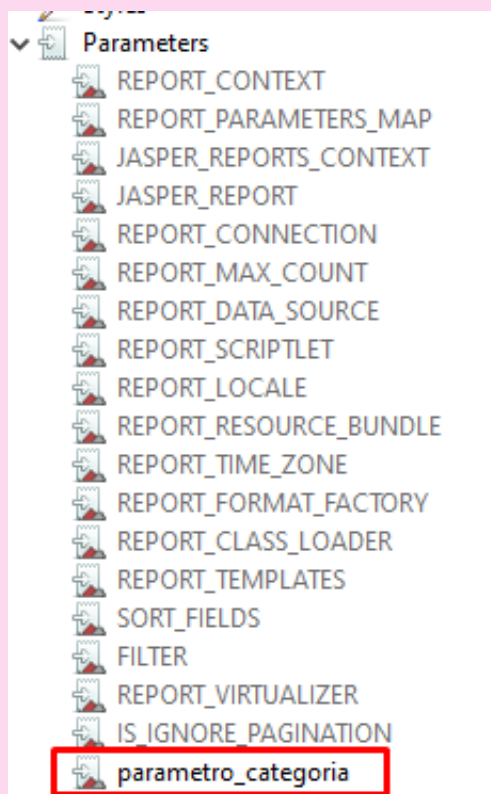 Parameters
REPORT_CONTEXT
REPORT_PARAMETERS_MAP
JASPER_REPORTS_CONTEXT
JASPER_REPORT
REPORT_CONNECTION
REPORT_MAX_COUNT
REPORT_DATA_SOURCE
REPORT_SCRIPTLET
REPORT_LOCALE
REPORT_RESOURCE_BUNDLE
REPORT_TIME_ZONE
REPORT_FORMAT_FACTORY
REPORT_CLASS_LOADER
REPORT_TEMPLATES
SORT_FIELDS
FILTER
REPORT_VIRTUALIZER
IS_IGNORE_PAGINATION
parametro_categoria